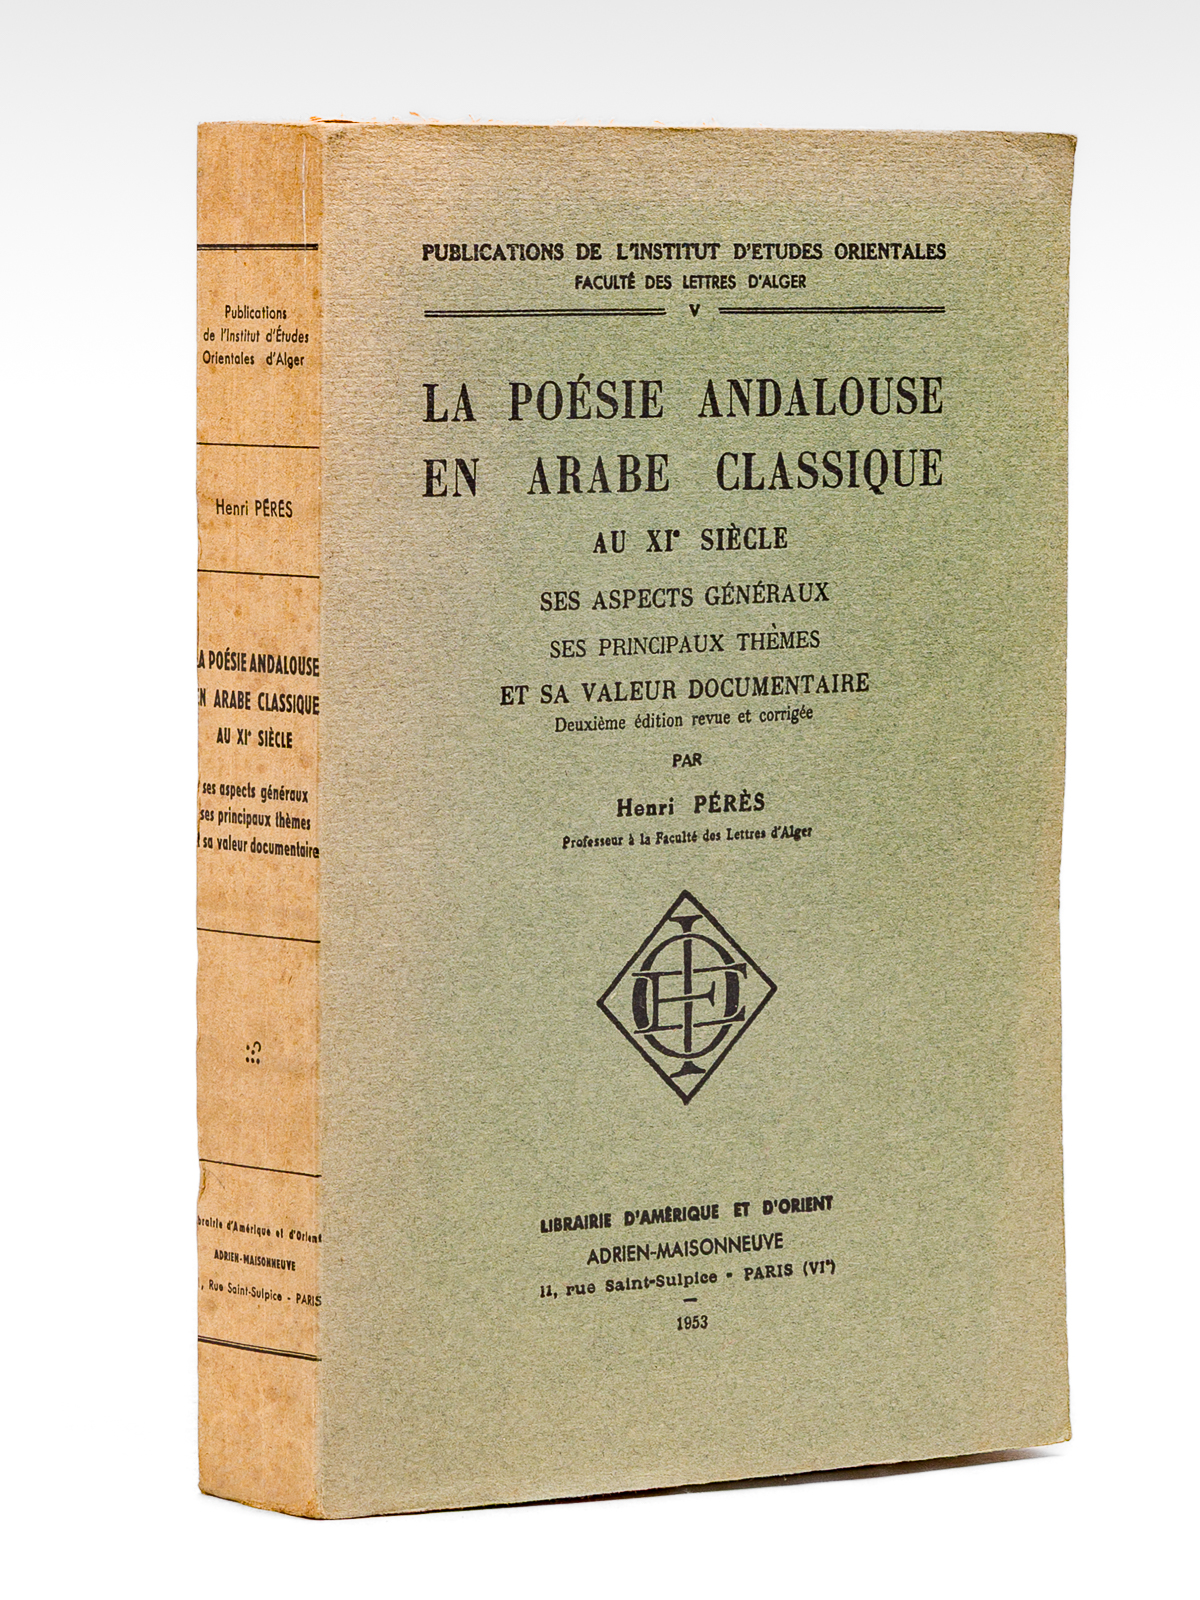 Publications
de l'Institut d'Études
Orientales d'Alger
Henri PÉRÈS
LA POÉSIE ANDALOUSE
EN ARABE CLASSIQUE
AU XIe SIÈCLE
ses aspects généraux
ses principaux thèmes
sa valeur documentaire
d'Amérique et d'Orient
ADRIEN-MAISONNEUVE
, Rue Saint-Sulpice - PARIS
PUBLICATIONS DE L'INSTITUT D'ETUDES ORIENTALES
FACULTÉ DES LETTRES D'ALGER
V
LA POÉSIE ANDALOUSE
EN ARABE CLASSIQUE
AU XIe SIÈCLE
SES ASPECTS GÉNÉRAUX
SES PRINCIPAUX THÈMES
ET SA VALEUR DOCUMENTAIRE
Deuxième édition revue et corrigée
PAR
Henri PÉRÈS
Professeur à la Faculté des Lettres d'Alger
LIBRAIRIE D'AMÉRIQUE ET D'ORIENT
ADRIEN-MAISONNEUVE
11, rue Saint-Sulpice - PARIS (VIe)
1953